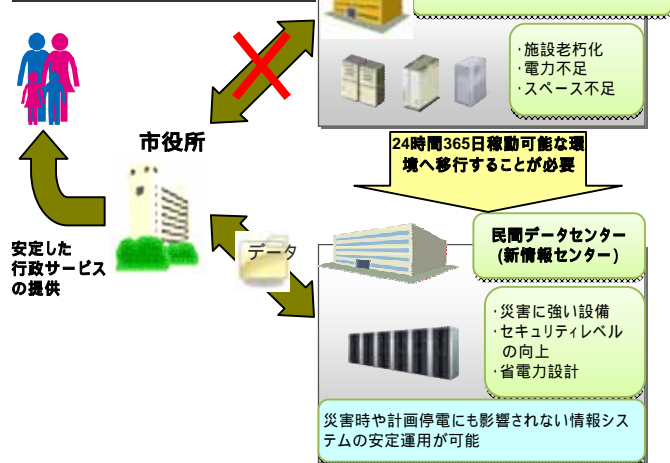 ・施設老朽化
・電力不足
・スペース不足
市役所
24時間365日稼動可能な環
境へ移行することが必要
安定した
行政サービス
の提供
データ
民間データセンター
(新情報センター)
・災害に強い設備
・セキュリティレベル
の向上
・省電力設計
災害時や計画停電にも影響されない情報シス
テムの安定運用が可能